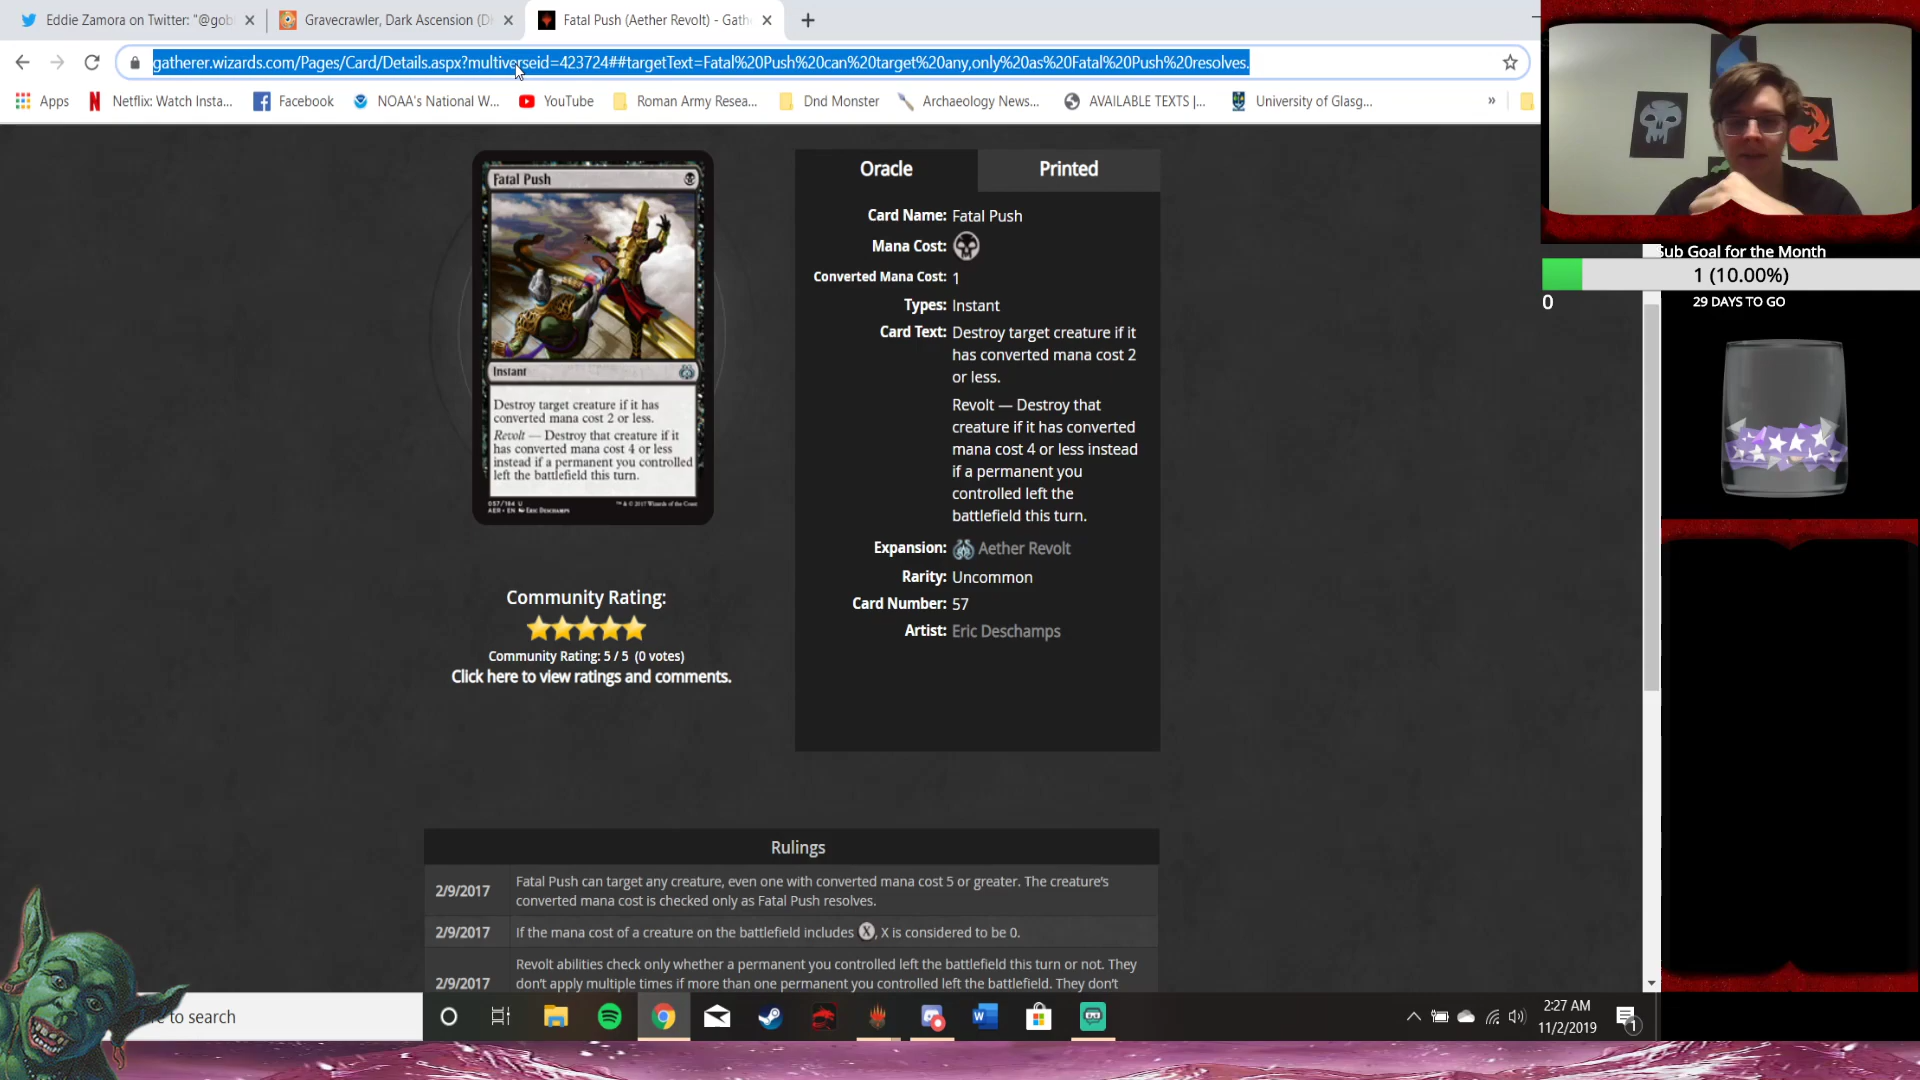 Eddie Zamora on Twitter: "@gob
Gravecrawler, Dark Ascension (D
Fatal Push (Aether Revolt) - Gath
gatherer.wizards.com/Pages/Card/Details.aspx?multiverseid=423724##targetText=Fatal%20Push%20can%20target%20any,only%20as%20Fatal%20Push%20resolves.
Apps
Netflix: Watch Insta...
Facebook
NOAA's National W...
YouTube
Roman Army Resea...
Dnd Monster
Archaeology News...
AVAILABLE TEXTS |...
University of Glasg...
»
Fatal Push
Instant
Destroy target creature if it has
converted mana cost 2 or less.
Revolt — Destroy that creature if it
has converted mana cost 4 or less
instead if a permanent you controlled
left the battlefield this turn.
057/184 U
AER • EN Eric Deschamps
™ & © 2017 Wizards of the Coast
Community Rating:
Community Rating: 5 / 5 (0 votes)
Click here to view ratings and comments.
Oracle
Printed
Card Name: Fatal Push
Mana Cost:
Converted Mana Cost: 1
Types: Instant
Card Text: Destroy target creature if it
has converted mana cost 2
or less.
Revolt — Destroy that
creature if it has converted
mana cost 4 or less instead
if a permanent you
controlled left the
battlefield this turn.
Expansion: Aether Revolt
Rarity: Uncommon
Card Number: 57
Artist: Eric Deschamps
Rulings
2/9/2017 Fatal Push can target any creature, even one with converted mana cost 5 or greater. The creature's
converted mana cost is checked only as Fatal Push resolves.
2/9/2017 If the mana cost of a creature on the battlefield includes X, X is considered to be 0.
2/9/2017 Revolt abilities check only whether a permanent you controlled left the battlefield this turn or not. They
don't apply multiple times if more than one permanent you controlled left the battlefield. They don't
Sub Goal for the Month
1 (10.00%)
0
29 DAYS TO GO
re to search
2:27 AM
11/2/2019
1